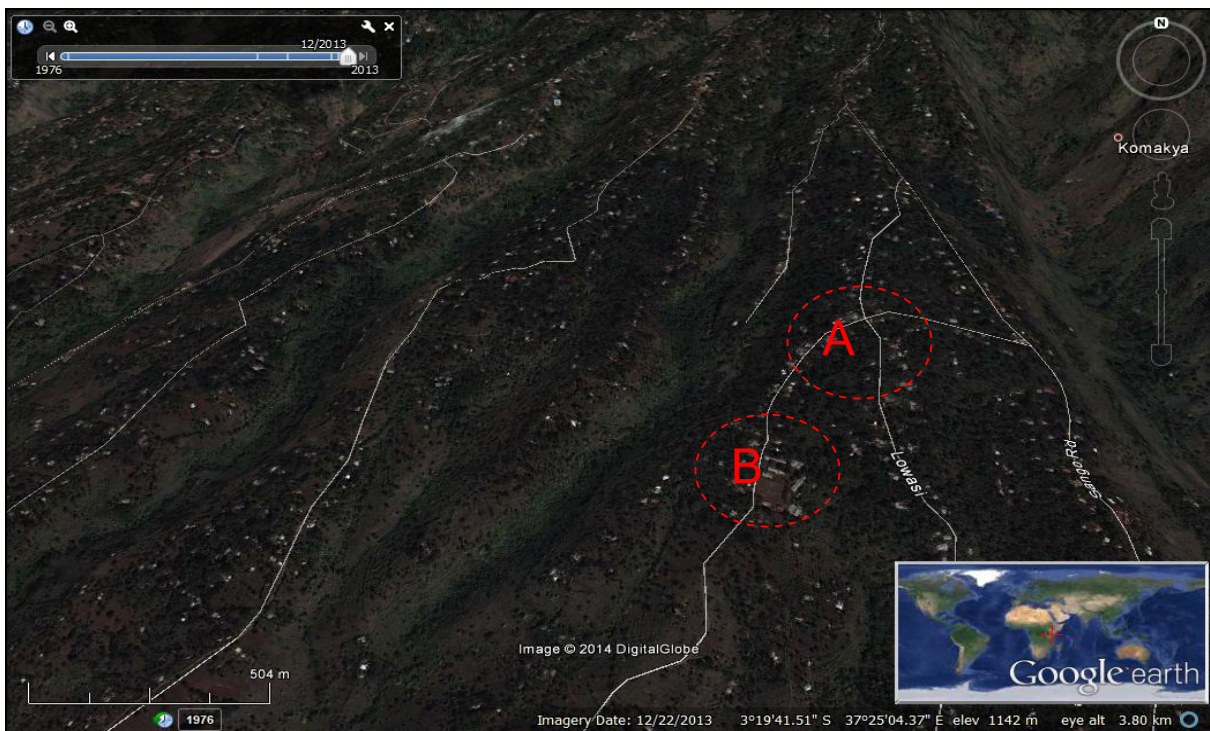 12/2013
1976
2013
N
Komakya
A
B
Lowasi
Sango Rd
Image © 2014 DigitalGlobe
Google earth
504 m
1976
Imagery Date: 12/22/2013 3°19'41.51" S 37°25'04.37" E elev 1142 m eye alt 3.80 km